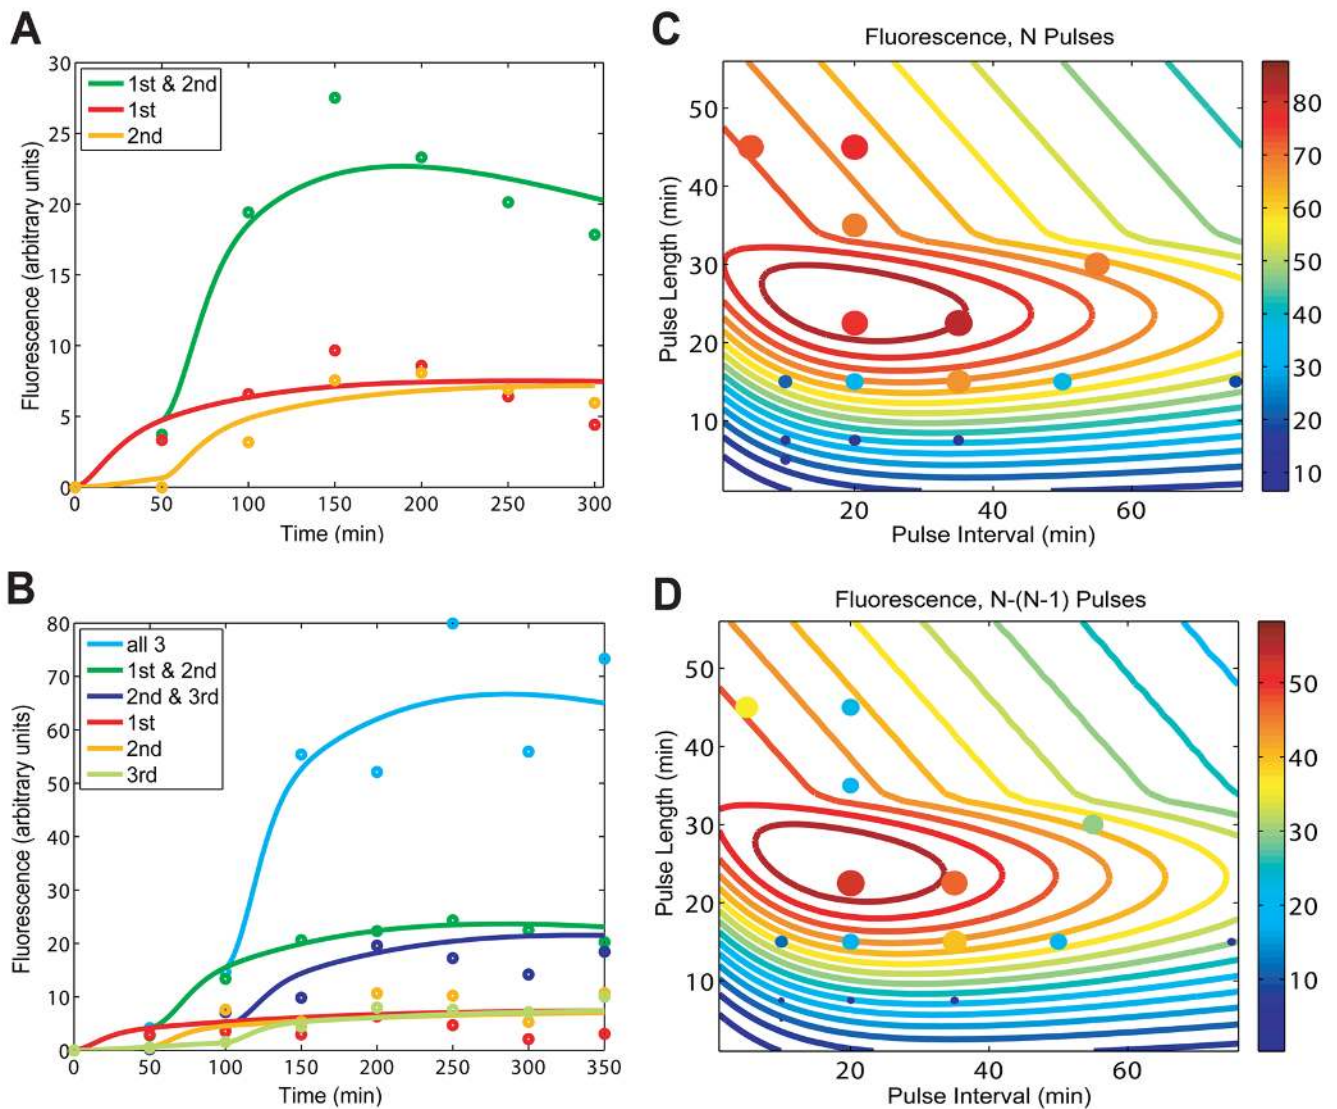 A
30
25
20
15
10
5
0
1st & 2nd
1st
2nd
Fluorescence (arbitrary units)
0 50 100 150 200 250 300
Time (min)
B
80
70
60
50
40
30
20
10
0
all 3
1st & 2nd
2nd & 3rd
1st
2nd
3rd
Fluorescence (arbitrary units)
0 50 100 150 200 250 300 350
Time (min)
C
Fluorescence, N Pulses
50
40
30
20
10
Pulse Length (min)
20 40 60
Pulse Interval (min)
80
70
60
50
40
30
20
10
D
Fluorescence, N-(N-1) Pulses
50
40
30
20
10
Pulse Length (min)
20 40 60
Pulse Interval (min)
50
40
30
20
10